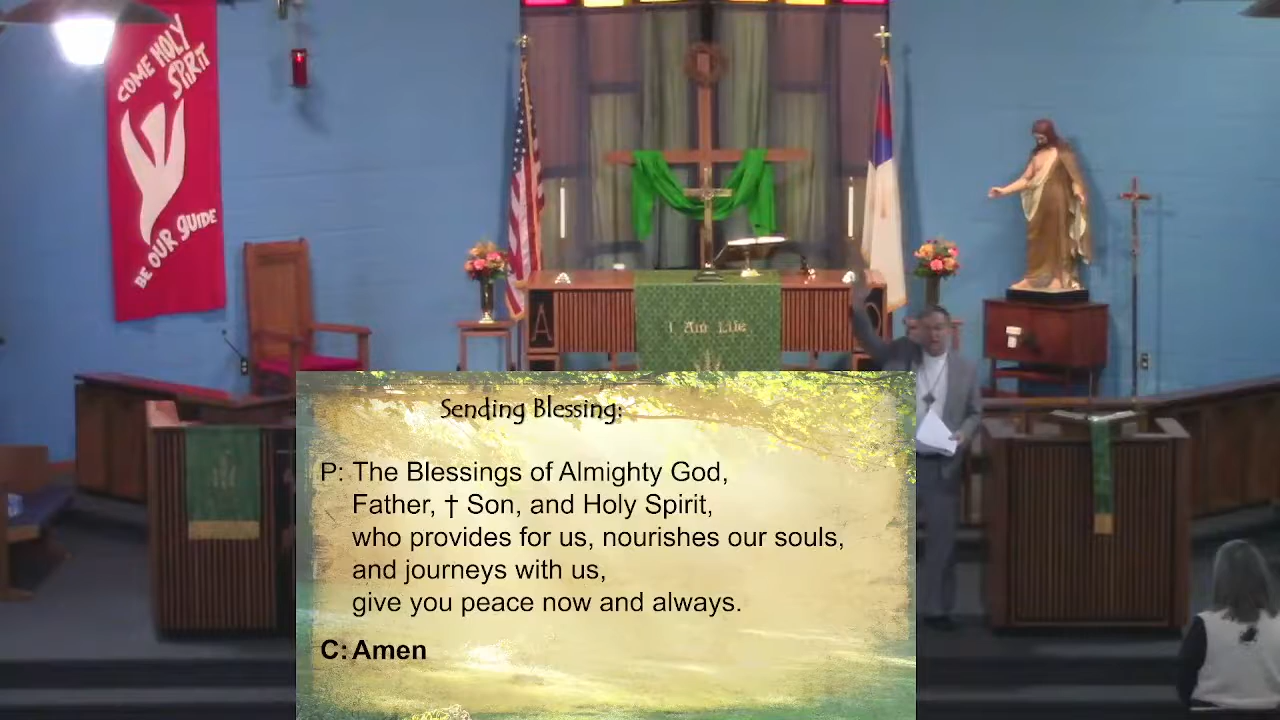 COME HOLY
SPIRIT
BE OUR GUIDE
I Am Life
A
Sending Blessing:
P: The Blessings of Almighty God,
Father, † Son, and Holy Spirit,
who provides for us, nourishes our souls,
and journeys with us,
give you peace now and always.
C: Amen